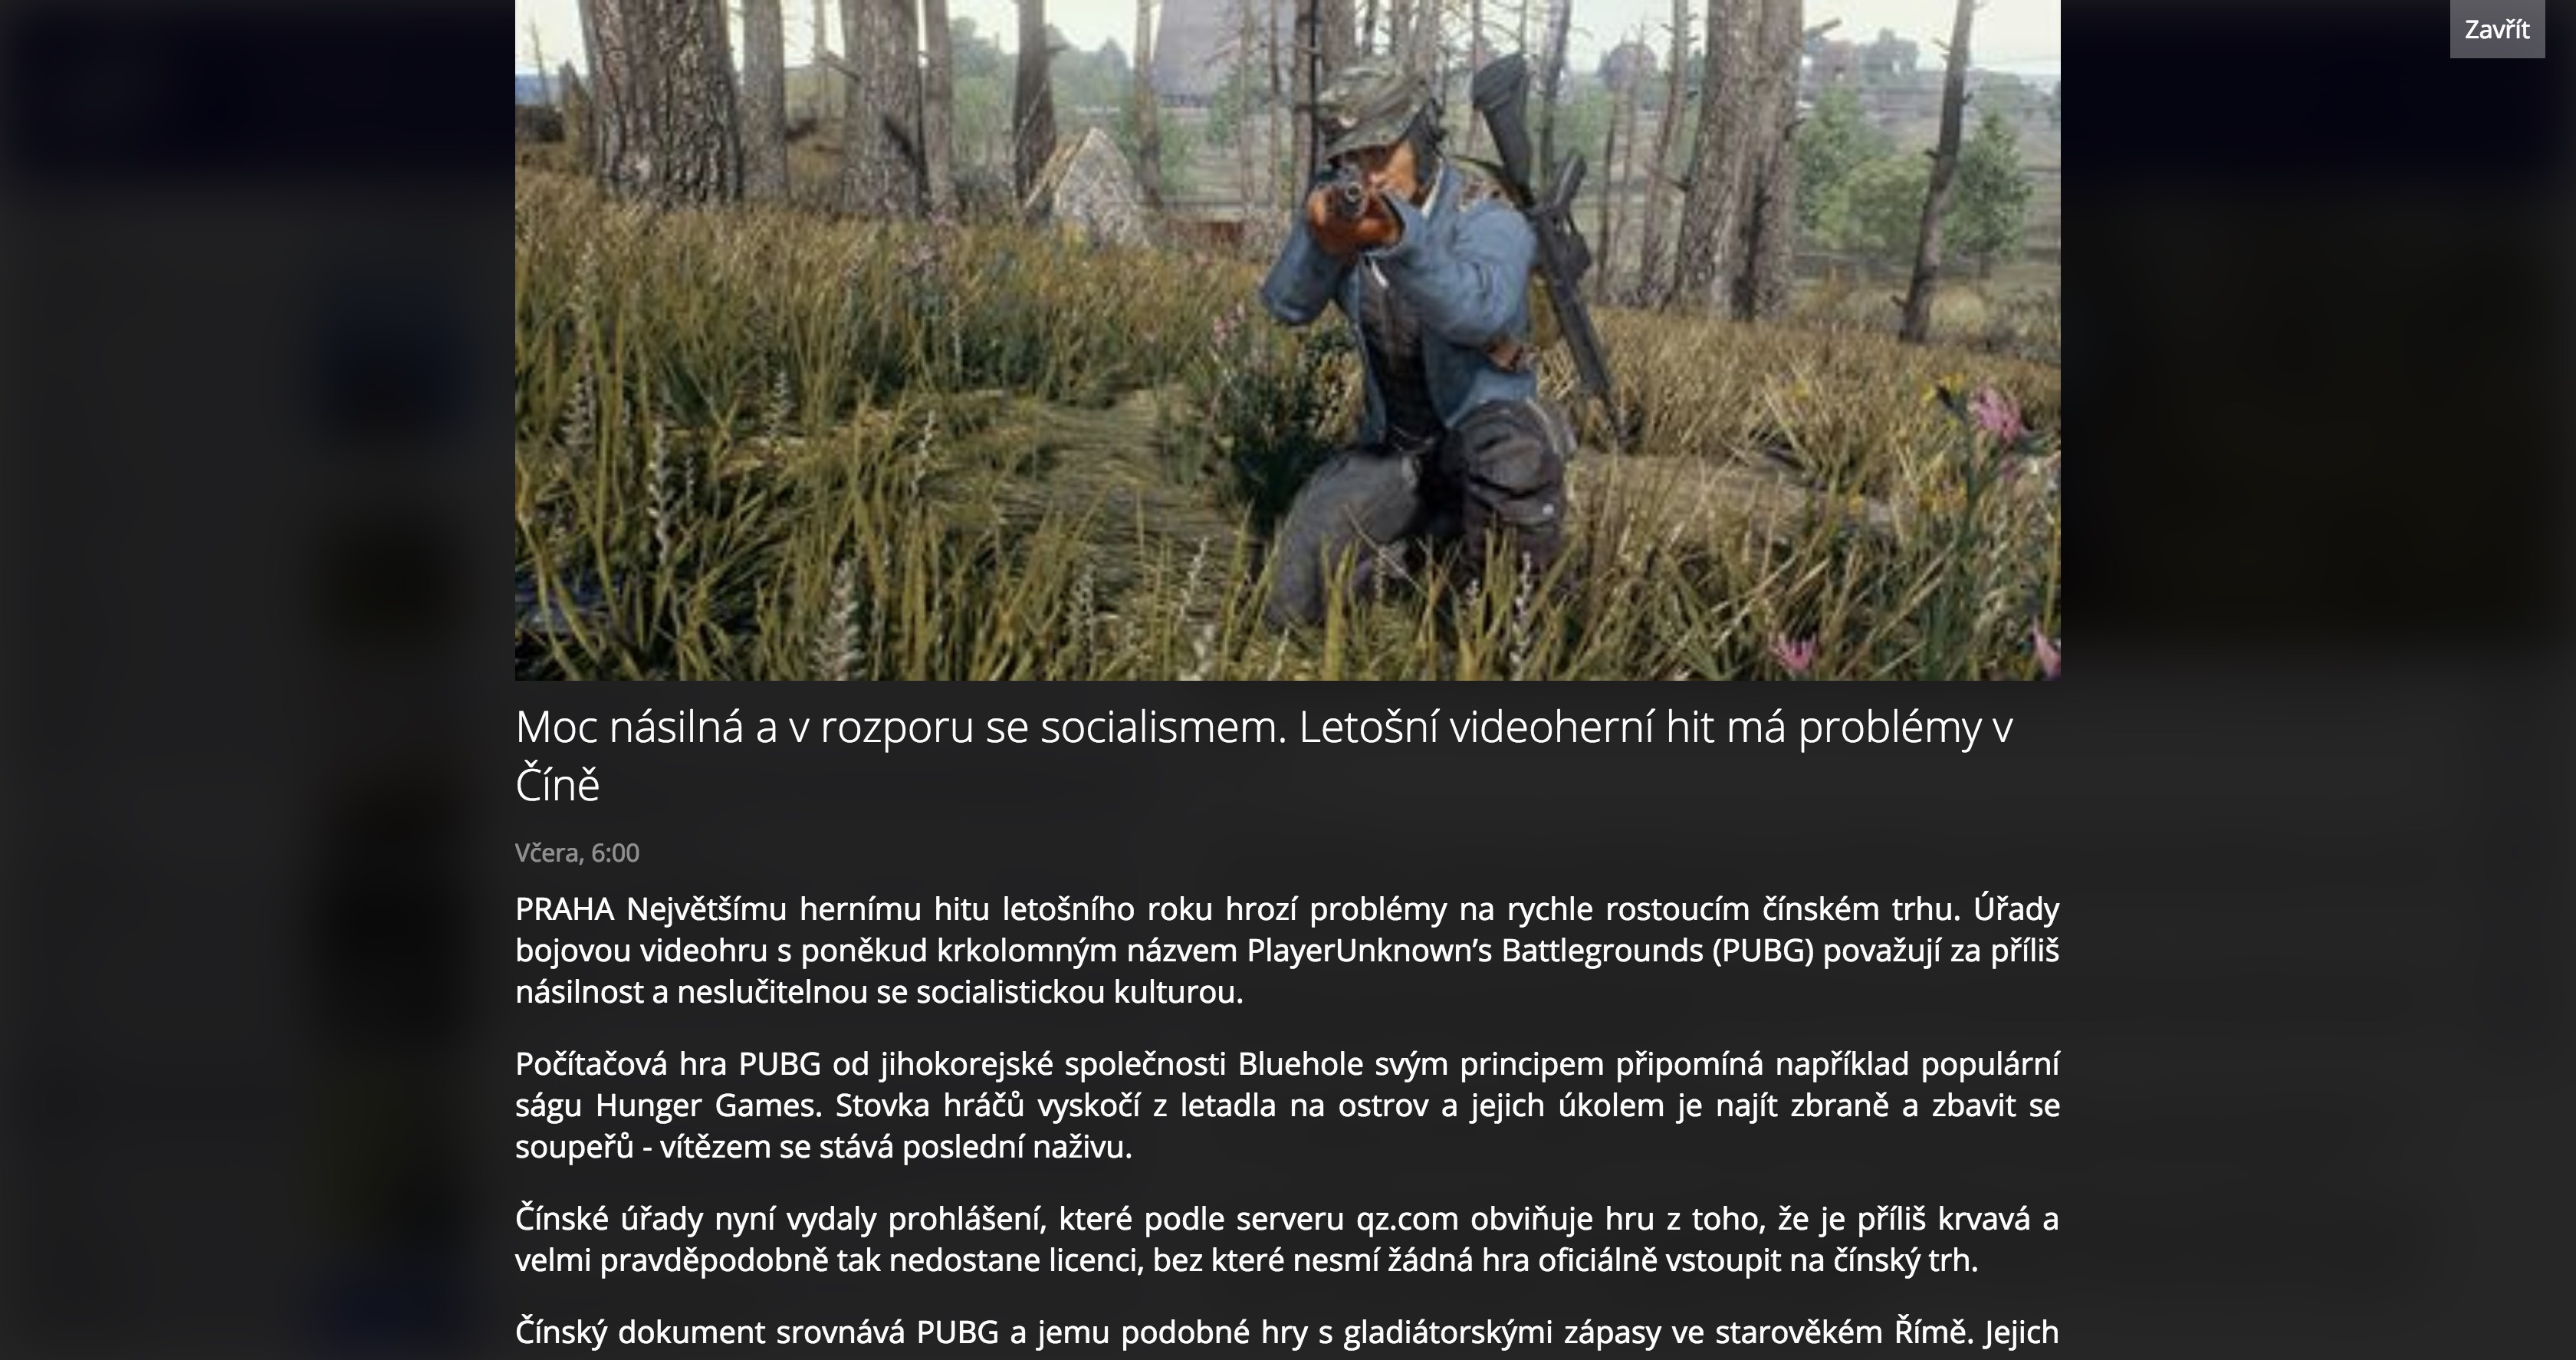 Zavřít
Moc násilná a v rozporu se socialismem. Letošní videoherní hit má problémy v
Číně
Včera, 6:00
PRAHA Největšímu hernímu hitu letošního roku hrozí problémy na rychle rostoucím čínském trhu. Úřady
bojovou videohru s poněkud krkolomným názvem PlayerUnknown’s Battlegrounds (PUBG) považují za příliš
násilnost a neslučitelnou se socialistickou kulturou.
Počítačová hra PUBG od jihokorejské společnosti Bluehole svým principem připomíná například populární
ságu Hunger Games. Stovka hráčů vyskočí z letadla na ostrov a jejich úkolem je najít zbraně a zbavit se
soupeřů - vítězem se stává poslední naživu.
Čínské úřady nyní vydaly prohlášení, které podle serveru qz.com obviňuje hru z toho, že je příliš krvavá a
velmi pravděpodobně tak nedostane licenci, bez které nesmí žádná hra oficiálně vstoupit na čínský trh.
Čínský dokument srovnává PUBG a jemu podobné hry s gladiátorskými zápasy ve starověkém Římě. Jejich